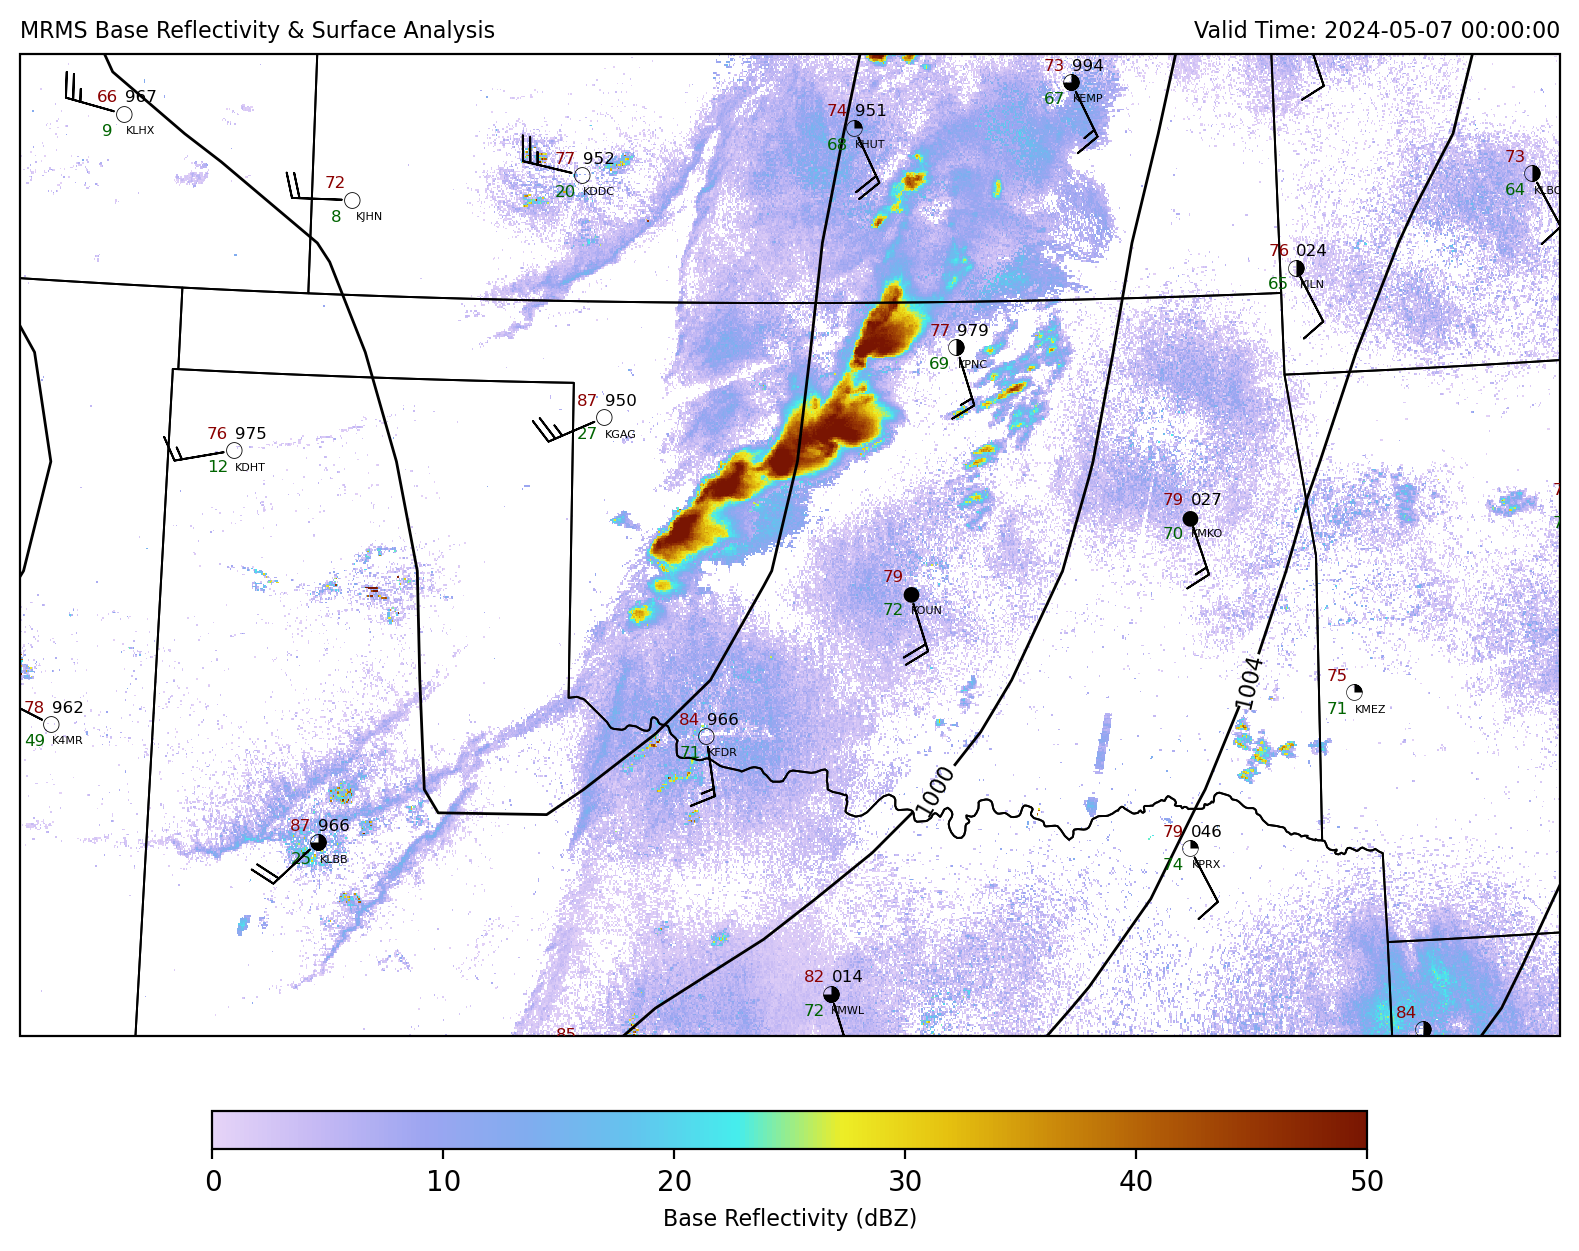 MRMS Base Reflectivity & Surface Analysis
Valid Time: 2024-05-07 00:00:00
66 967
9 KLHX
72
8 KJHN
77 952
20 KDDC
74 951
68 KHUT
73 994
67 KEMP
73
64
76 024
65
77 979
69 KPNC
87 950
27 KGAG
76 975
12 KDHT
79 027
70 KMKO
79
72 KOUN
78 962
49 K4MR
84 966
71 KFDR
75
71 KMEZ
1004
1000
87 966
25 KLBB
79 046
74 KPRX
82 014
72 KMWL
85
84
0 10 20 30 40 50
Base Reflectivity (dBZ)